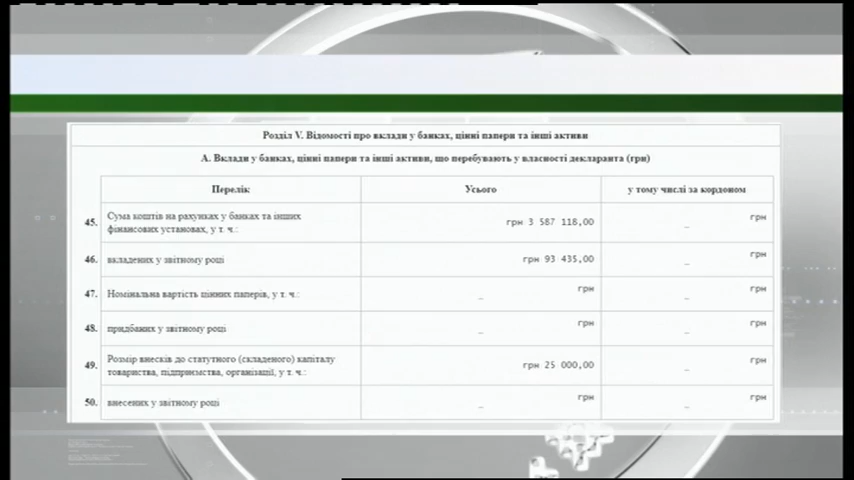 Розділ V. Відомості про вклади у банках, цінні папери та інші активи
А. Вклади у банках, цінні папери та інші активи, що перебувають у власності декларанта (грн)
Перелік Усього у тому числі за кордоном
45. Сума коштів на рахунках у банках та інших
фінансових установах, у т. ч.: грн 3 587 118,00 _ грн
46. вкладених у звітному році грн 93 435,00 _ грн
47. Номінальна вартість цінних паперів, у т. ч.: _ грн _ грн
48. придбаних у звітному році _ грн _ грн
49. Розмір внесків до статутного (складеного) капіталу
товариства, підприємства, організації, у т. ч.: грн 25 000,00 _ грн
50. внесених у звітному році _ грн _ грн